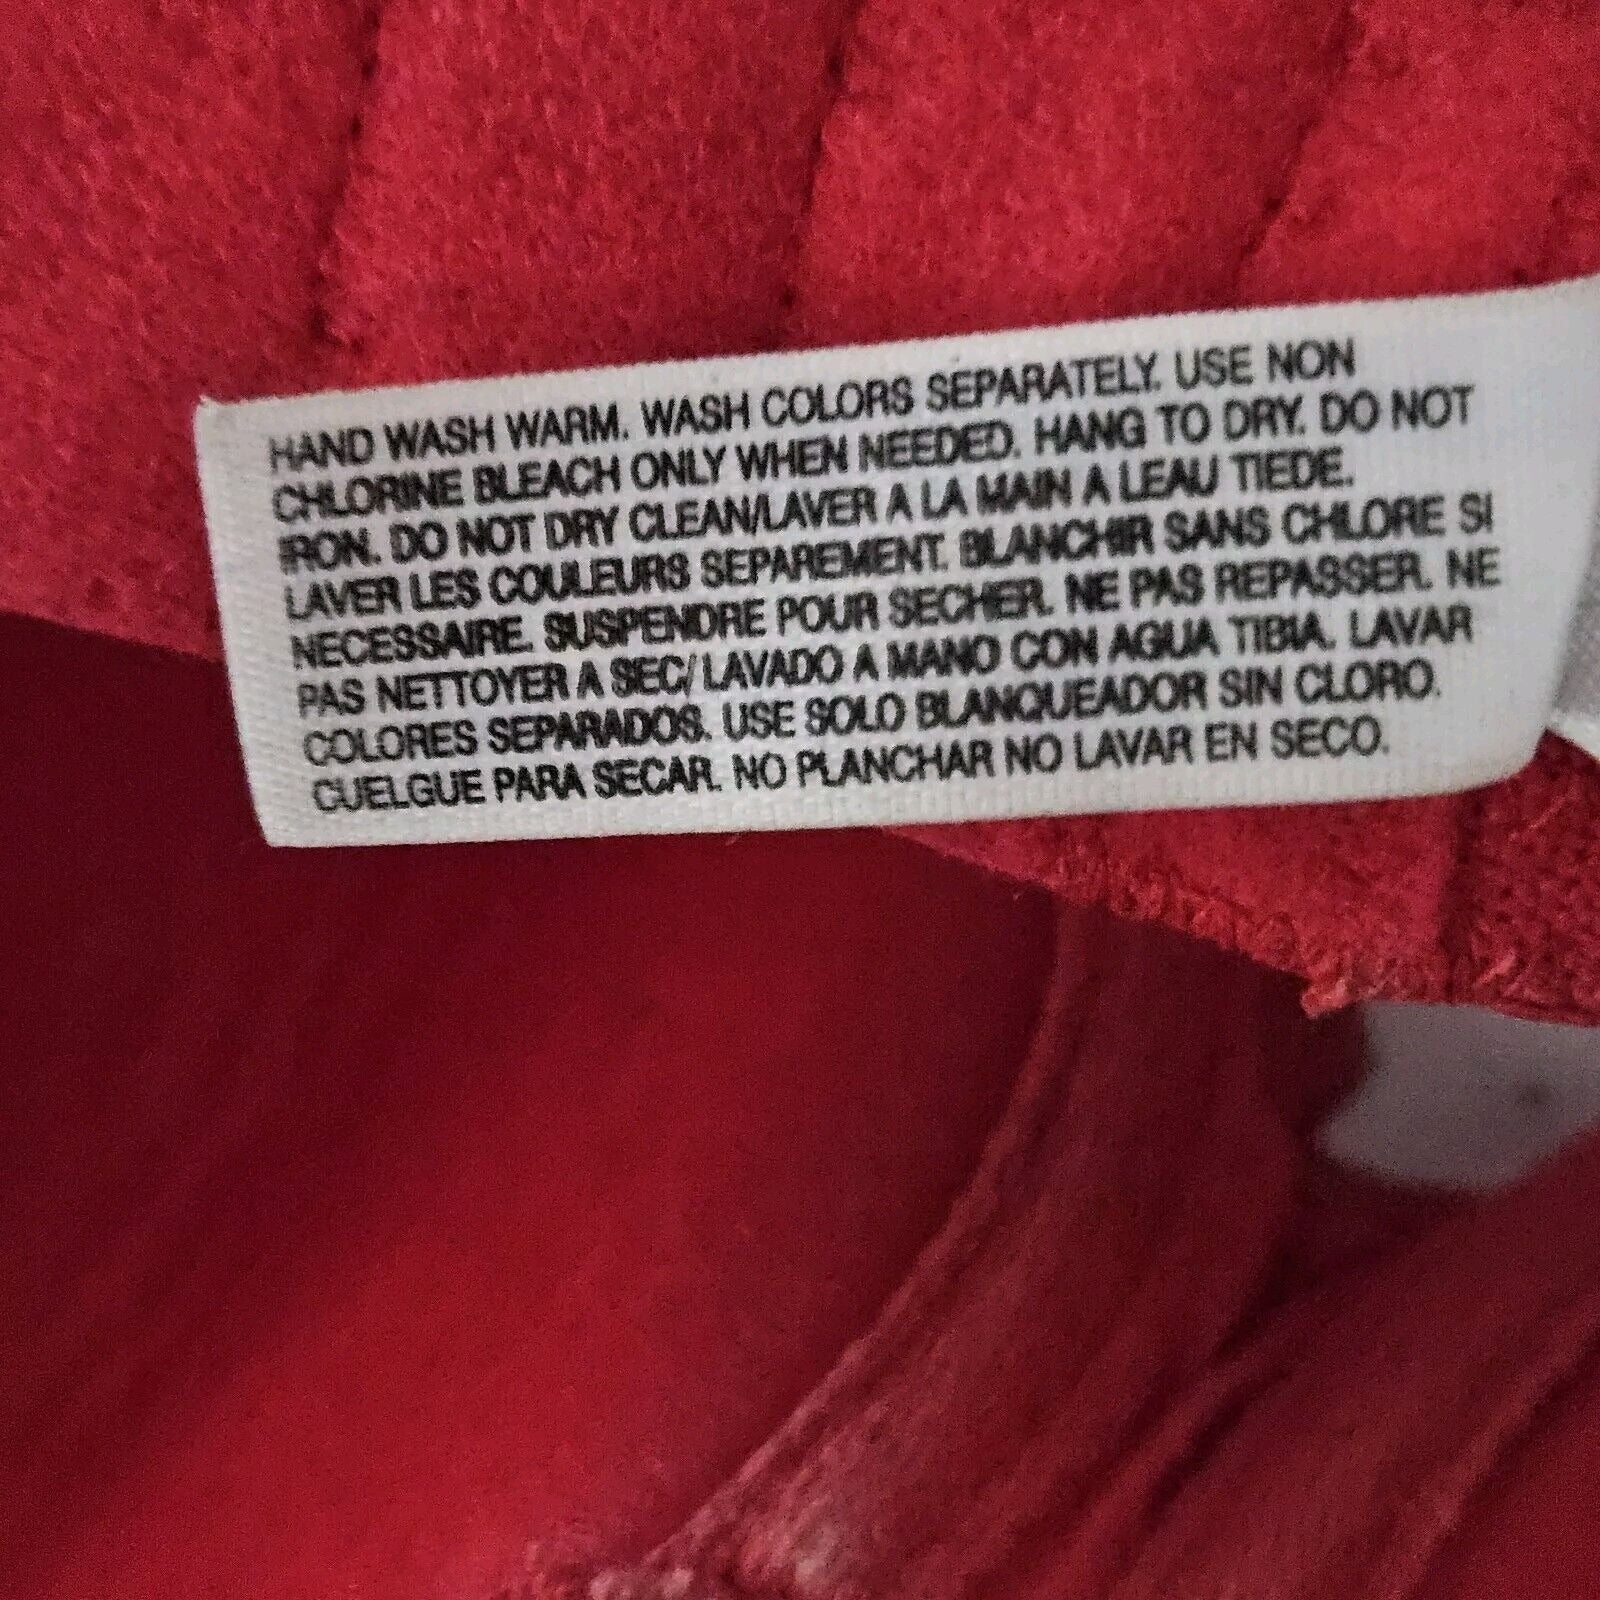 HAND WASH WARM. WASH COLORS SEPARATELY. USE NON
CHLORINE BLEACH ONLY WHEN NEEDED. HANG TO DRY. DO NOT
IRON. DO NOT DRY CLEAN/LAVER A LA MAIN A LEAU TIEDE.
LAVER LES COULEURS SEPAREMENT. BLANCHIR SANS CHLORE SI
NECESSAIRE. SUSPENDRE POUR SECHER. NE PAS REPASSER. NE
PAS NETTOYER A SEC/ LAVADO A MANO CON AGUA TIBIA. LAVAR
COLORES SEPARADOS. USE SOLO BLANQUEADOR SIN CLORO.
CUELGUE PARA SECAR. NO PLANCHAR NO LAVAR EN SECO.